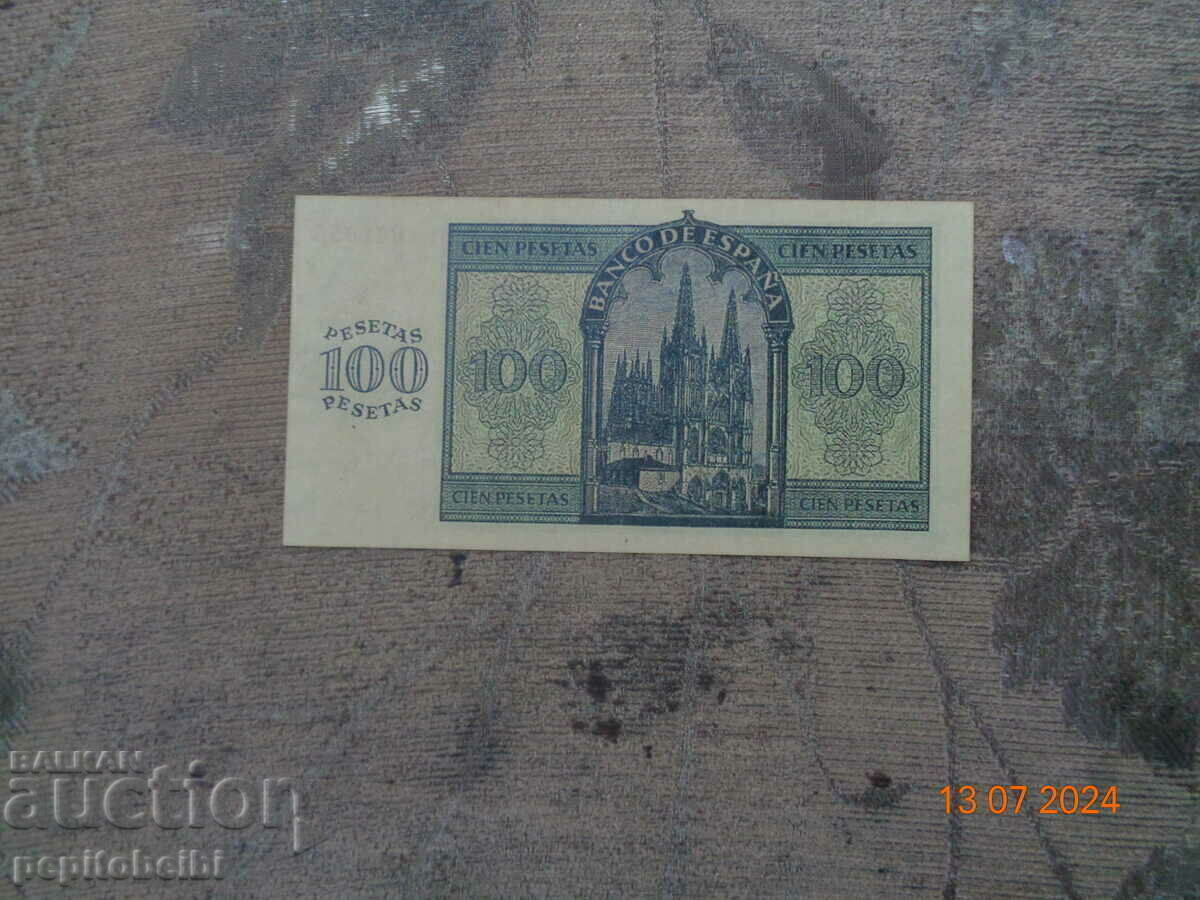 CIEN PESETAS
BANCO DE ESPAÑA
CIEN PESETAS
PESETAS
100
PESETAS
100
100
CIEN PESETAS
CIEN PESETAS
BALKAN
auction
pepitobeibi
13 07 2024